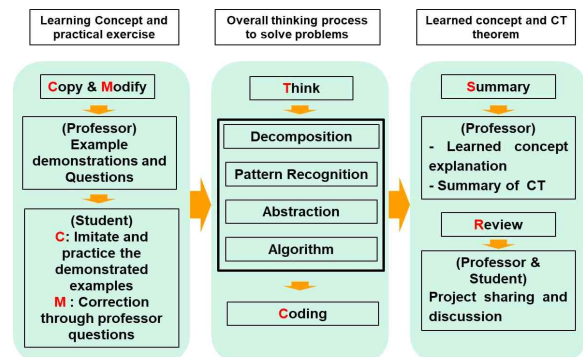 Learning Concept and
practical exercise
Copy & Modify
(Professor)
Example
demonstrations and
Questions
(Student)
C: Imitate and
practice the
demonstrated
examples
M : Correction
through professor
questions
Overall thinking process
to solve problems
Think
Decomposition
Pattern Recognition
Abstraction
Algorithm
Coding
Learned concept and CT
theorem
Summary
(Professor)
- Learned concept
explanation
- Summary of CT
Review
(Professor &
Student)
Project sharing and
discussion